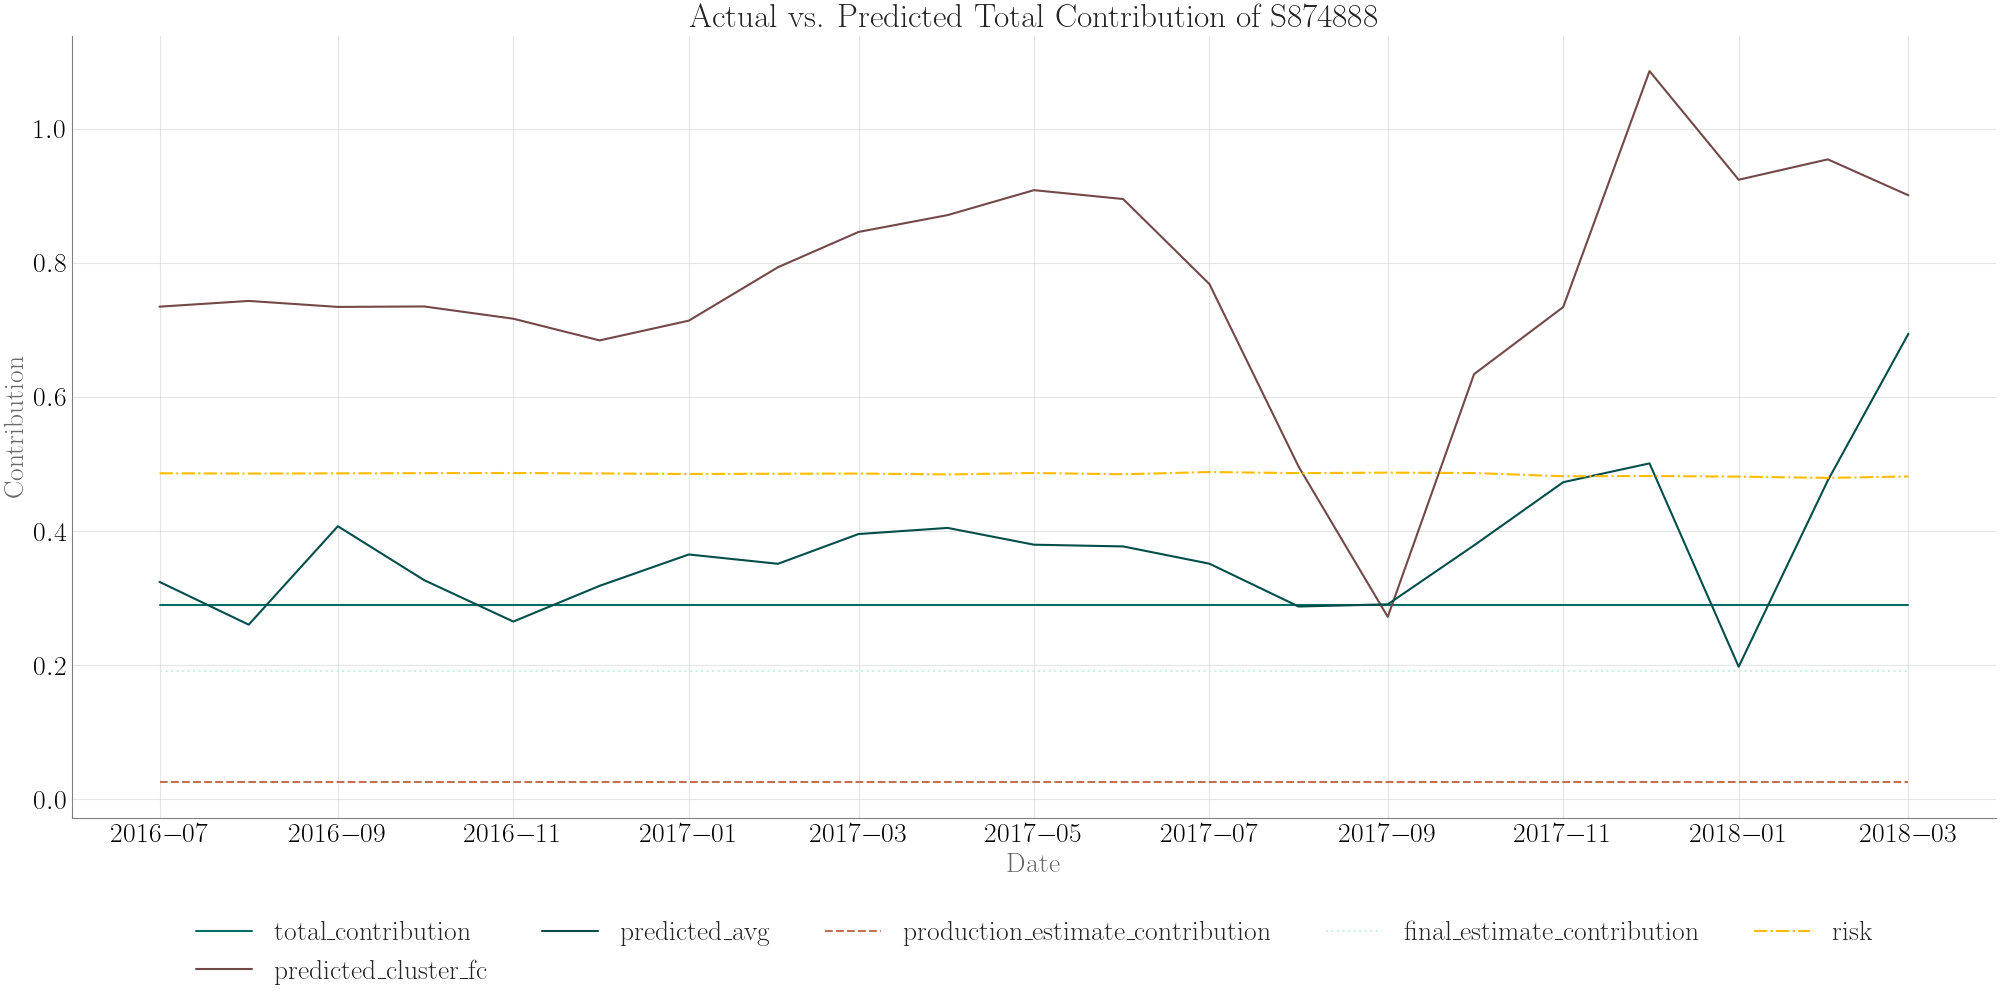 Actual vs. Predicted Total Contribution of S874888
Contribution
1.0
0.8
0.6
0.4
0.2
0.0
2016–07 2016–09 2016–11 2017–01 2017–03 2017–05 2017–07 2017–09 2017–11 2018–01 2018–03
Date
total_contribution predicted_avg production_estimate_contribution final_estimate_contribution risk
predicted_cluster_fc